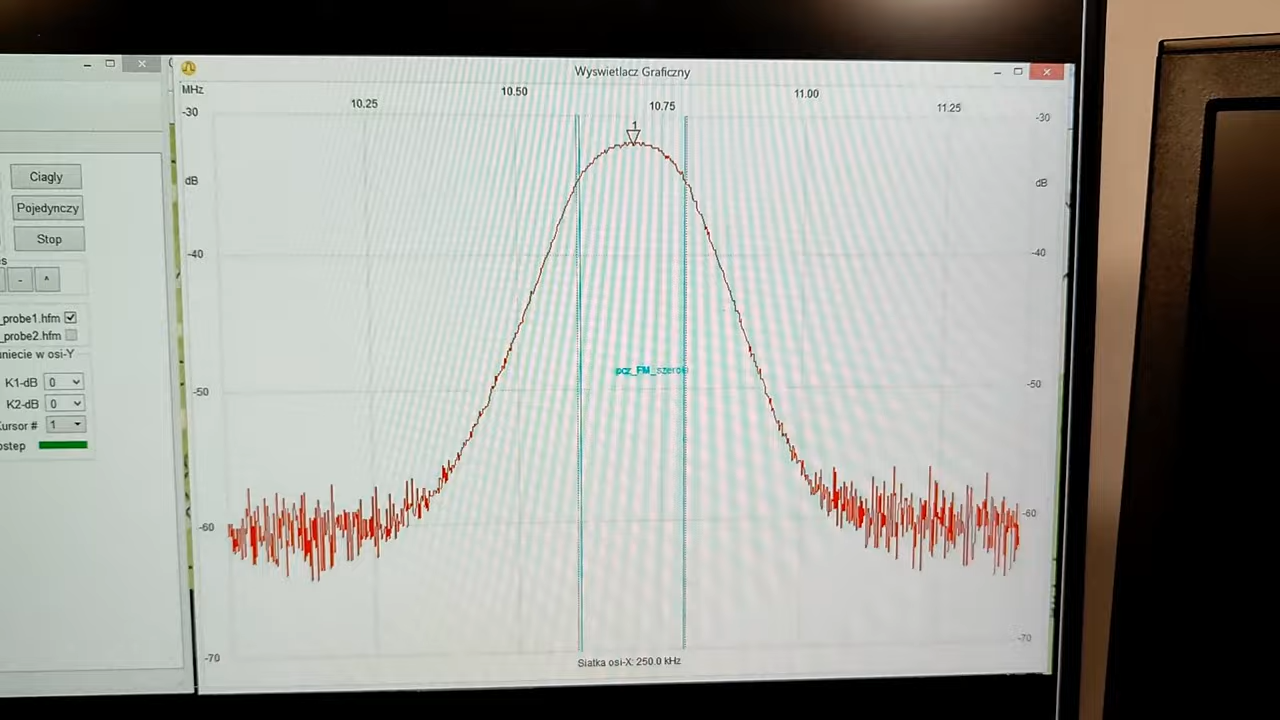 Wyswietlacz Graficzny
MHz
10.25
10.50
10.75
11.00
11.25
-30
-30
1
dB
dB
-40
-40
-50
-50
-60
-60
-70
-70
pcz_FM_szeroki
Siatka osi-X: 250.0 kHz
Ciagly
Pojedynczy
Stop
s
- ^
_probe1.hfm
_probe2.hfm
uniecie w osi-Y
K1-dB 0
K2-dB 0
ursor # 1
ostep